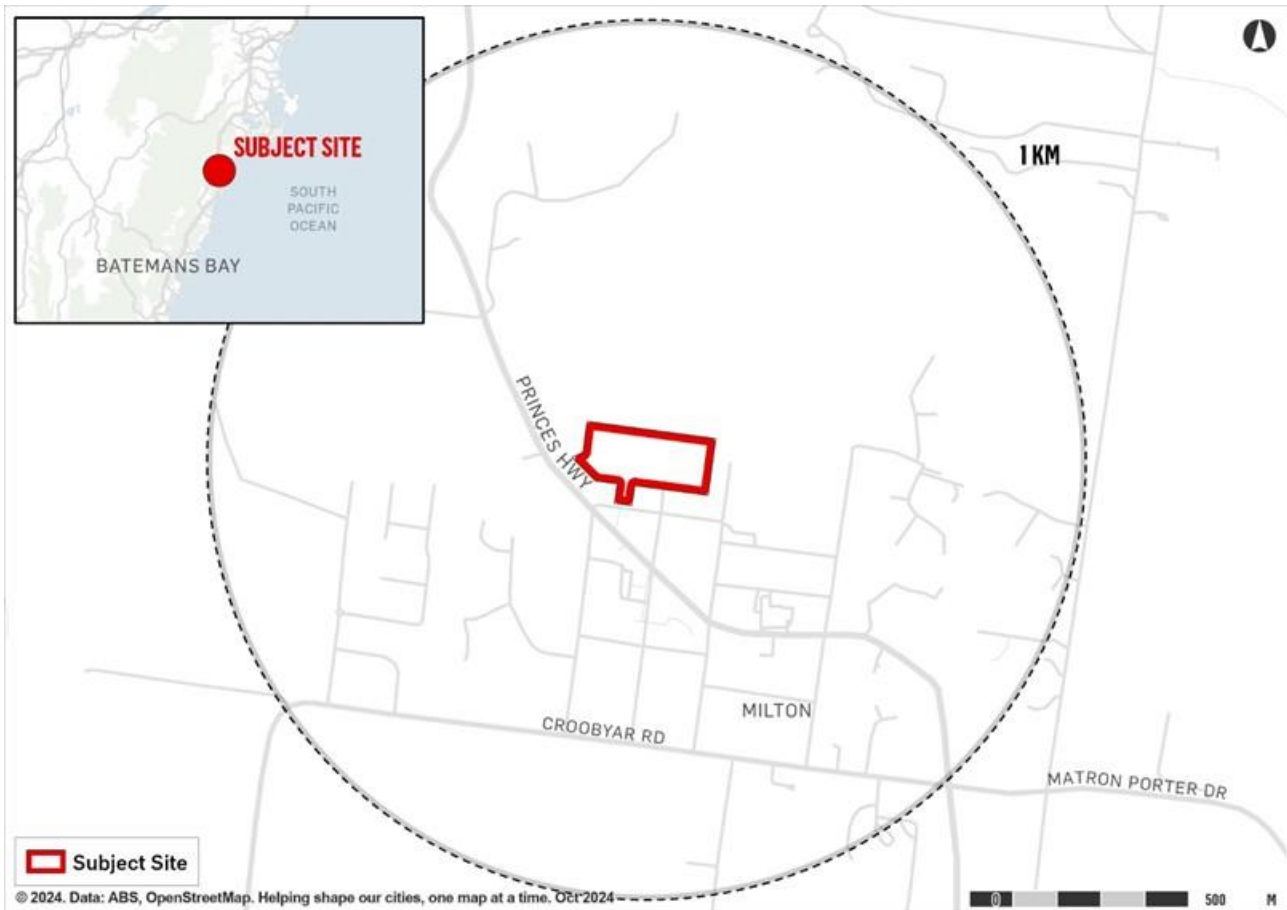 SUBJECT SITE
SOUTH
PACIFIC
OCEAN
BATEMANS BAY
1 KM
PRINCES HWY
MILTON
CROOBYAR RD
MATRON PORTER DR
Subject Site
© 2024. Data: ABS, OpenStreetMap. Helping shape our cities, one map at a time. Oct 2024
0 500 M